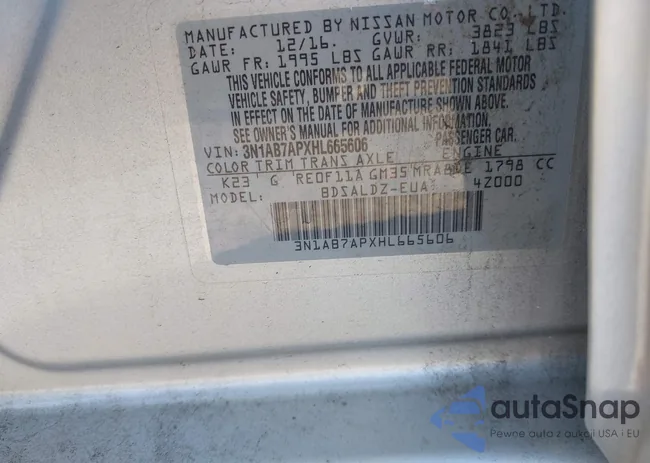 MANUFACTURED BY NISSAN MOTOR CO., LTD.
DATE: 12/16. GVWR: 3823 LBS
GAWR FR: 1995 LBS GAWR RR: 1841 LBS
THIS VEHICLE CONFORMS TO ALL APPLICABLE FEDERAL MOTOR
VEHICLE SAFETY, BUMPER AND THEFT PREVENTION STANDARDS
IN EFFECT ON THE DATE OF MANUFACTURE SHOWN ABOVE.
SEE OWNER'S MANUAL FOR MORE INFORMATION.
VIN: 3N1AB7APXHL665606 PASSENGER CAR.
COLOR TRIM TRANS AXLE ENGINE
K23 G RE0F11A GM35 MRA8DE 1798 CC
MODEL: BDSALDZ-EUA 4Z000
3N1AB7APXHL665606
autaSnap
Pewne auta z aukcji USA i EU